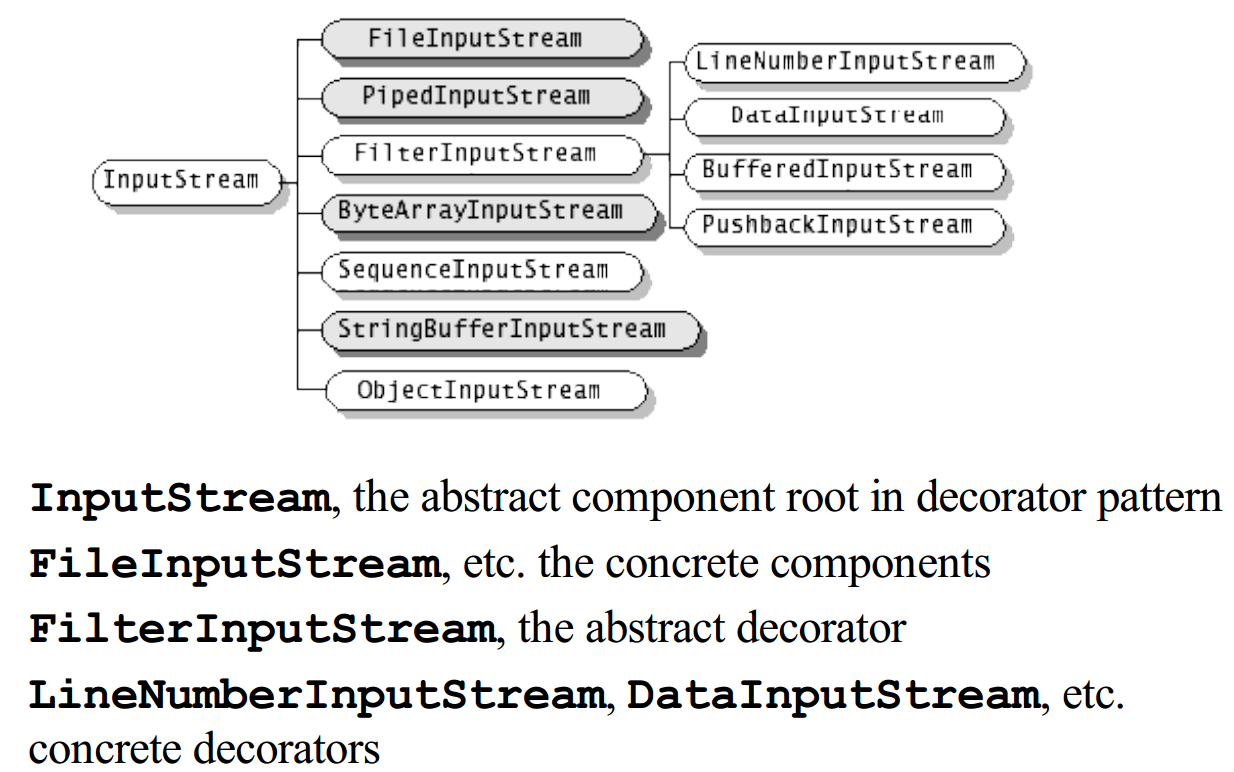 FileInputStream
LineNumberInputStream
PipedInputStream
DataInputStream
FilterInputStream
InputStream
BufferedInputStream
ByteArrayInputStream
PushbackInputStream
SequenceInputStream
StringBufferInputStream
ObjectInputStream
InputStream, the abstract component root in decorator pattern
FileInputStream, etc. the concrete components
FilterInputStream, the abstract decorator
LineNumberInputStream, DataInputStream, etc.
concrete decorators